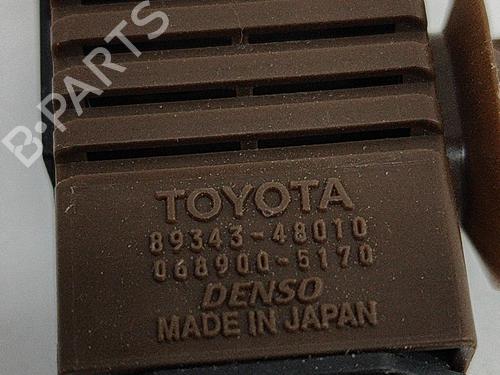 B-PARTS
TOYOTA
89343-48010
068900-5170
DENSO
MADE IN JAPAN